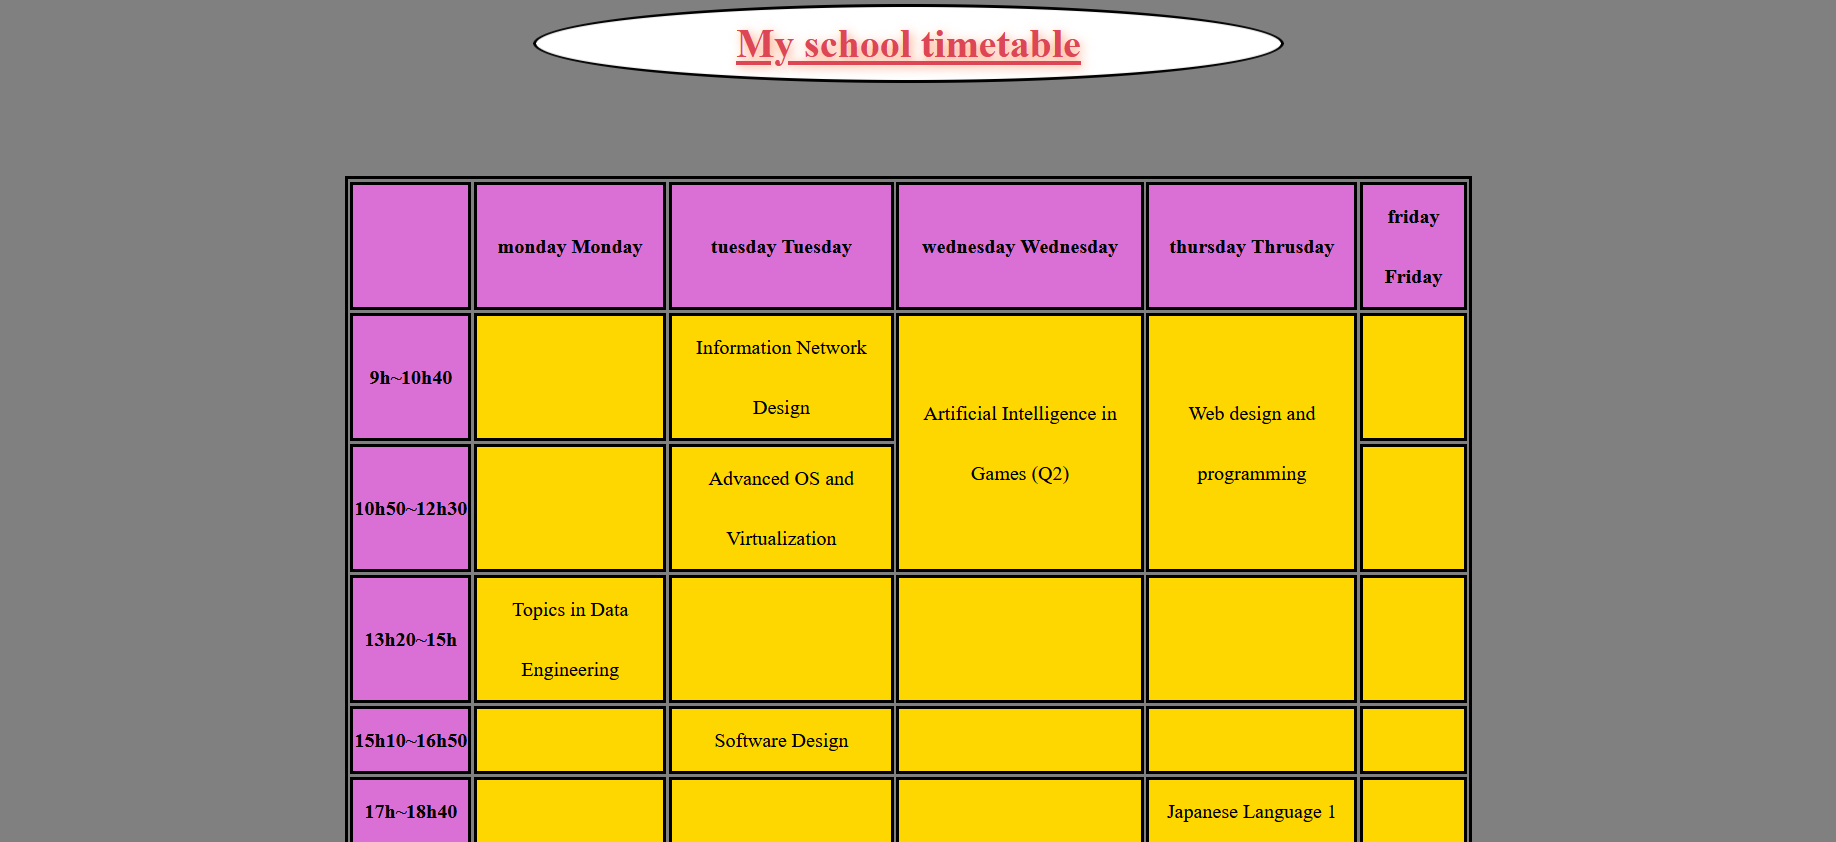 My school timetable
monday Monday
tuesday Tuesday
wednesday Wednesday
thursday Thrusday
friday
Friday
9h~10h40
Information Network
Design
Artificial Intelligence in
Games (Q2)
Web design and
programming
10h50~12h30
Advanced OS and
Virtualization
13h20~15h
Topics in Data
Engineering
15h10~16h50
Software Design
17h~18h40
Japanese Language 1